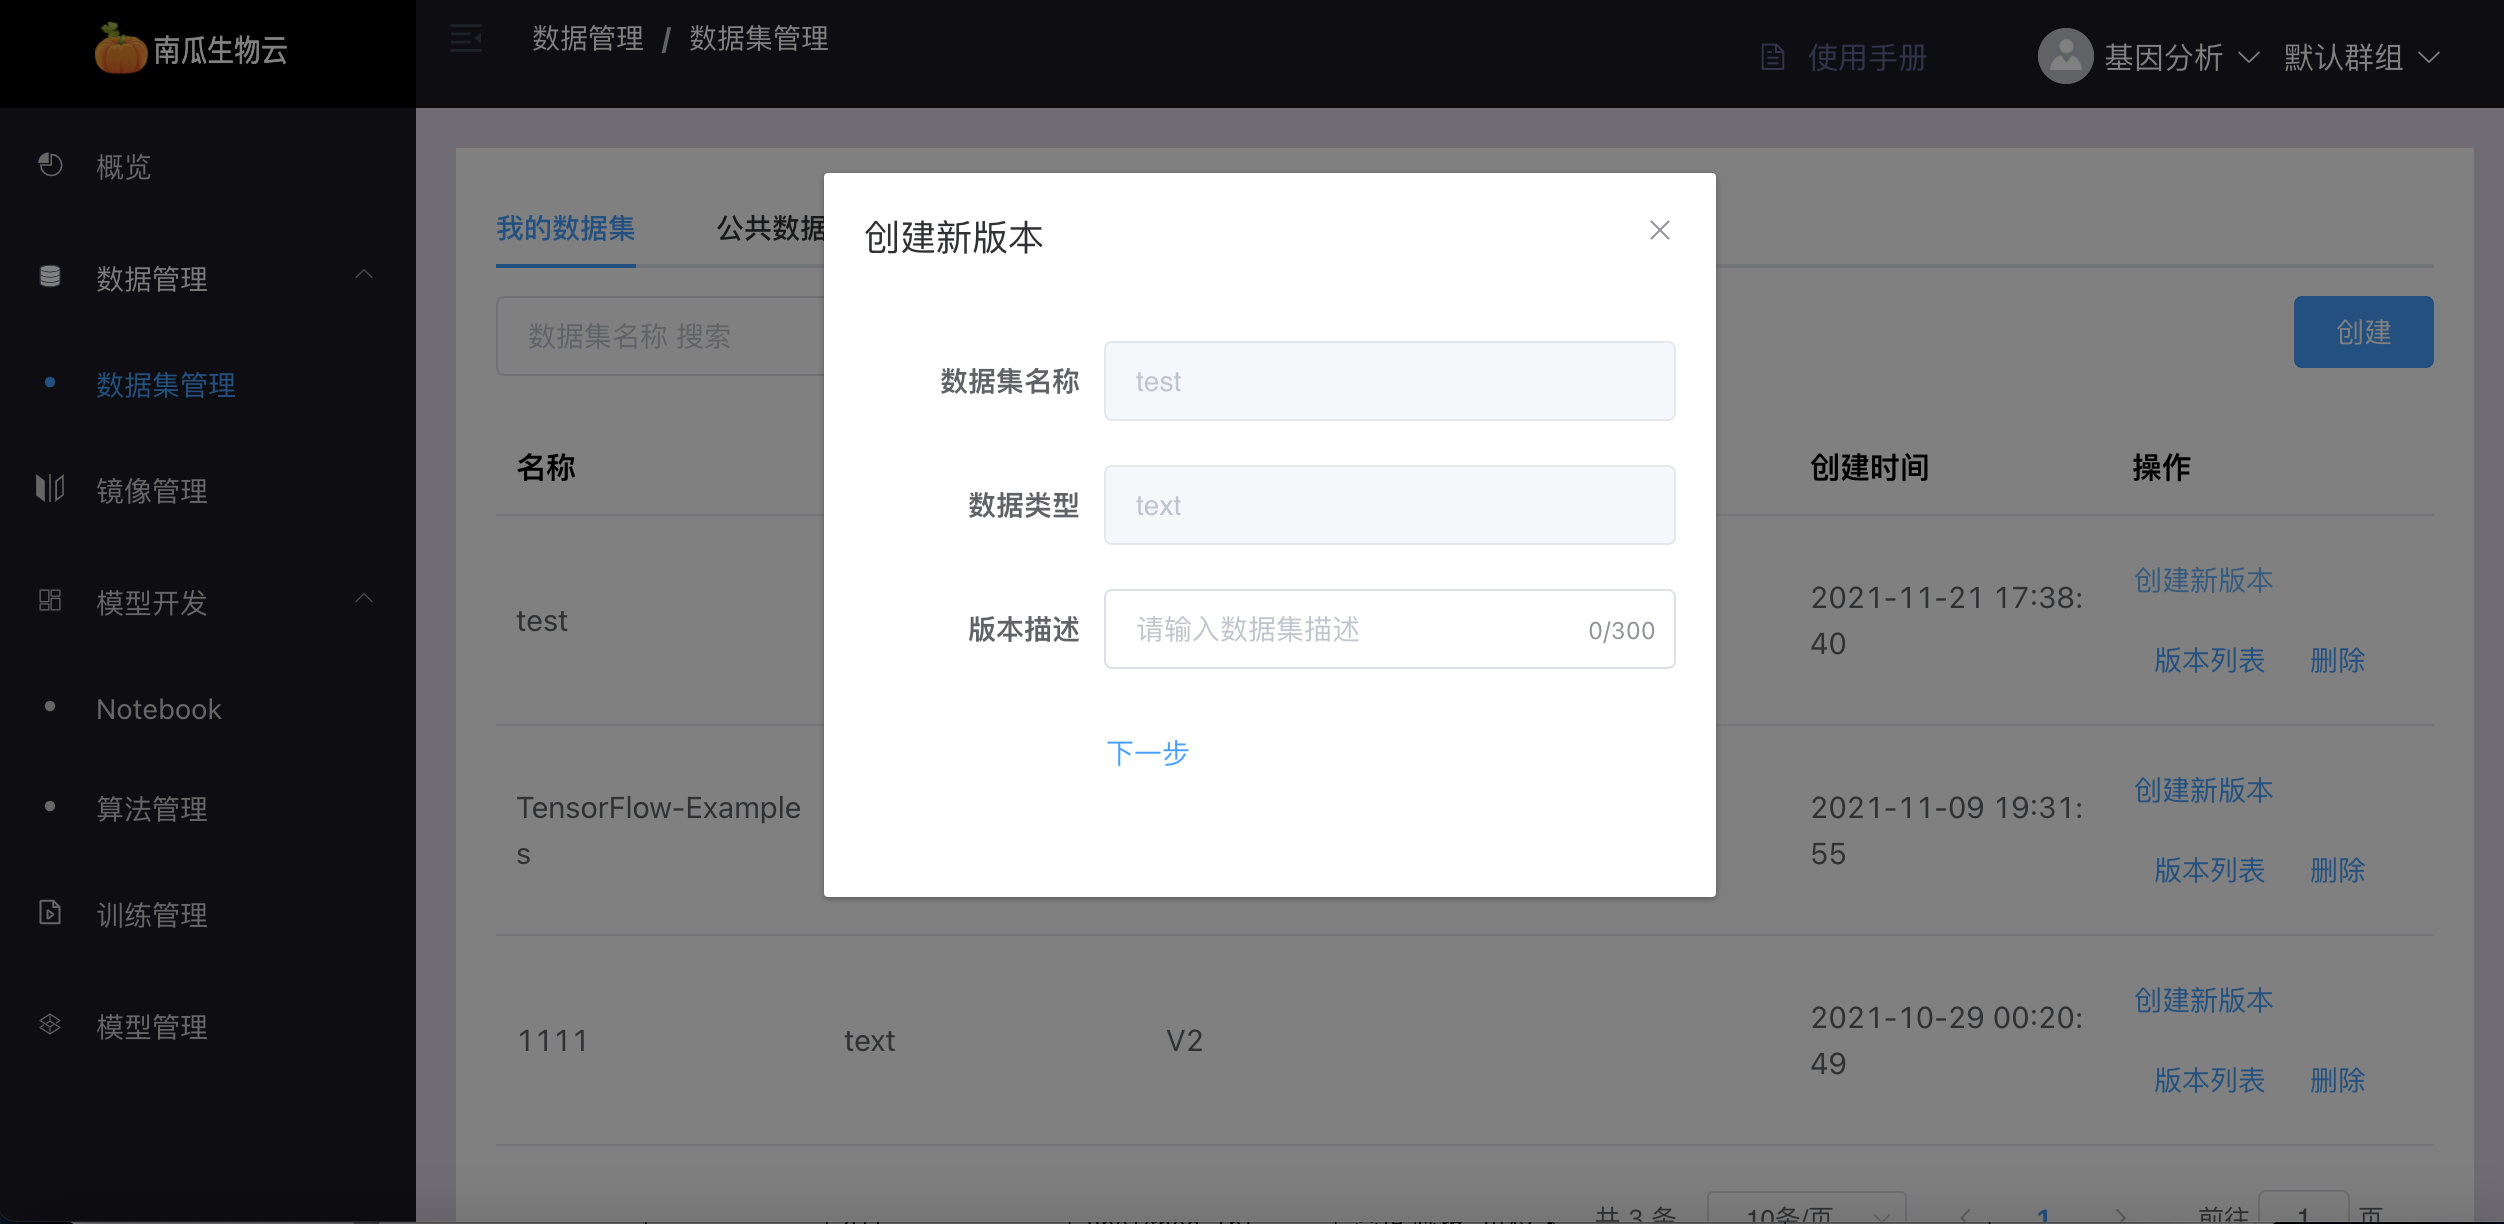 南瓜生物云
数据管理 / 数据集管理
使用手册
基因分析
默认群组
概览
数据管理
数据集管理
镜像管理
模型开发
Notebook
算法管理
训练管理
模型管理
我的数据集
公共数据
数据集名称 搜索
创建
名称
创建时间
操作
test
2021-11-21 17:38:
40
创建新版本
版本列表
删除
TensorFlow-Example
s
2021-11-09 19:31:
55
创建新版本
版本列表
删除
1111
text
V2
2021-10-29 00:20:
49
创建新版本
版本列表
删除
共 3 条
10条/页
1
前往
1
页
创建新版本
数据集名称
test
数据类型
text
版本描述
请输入数据集描述
0/300
下一步